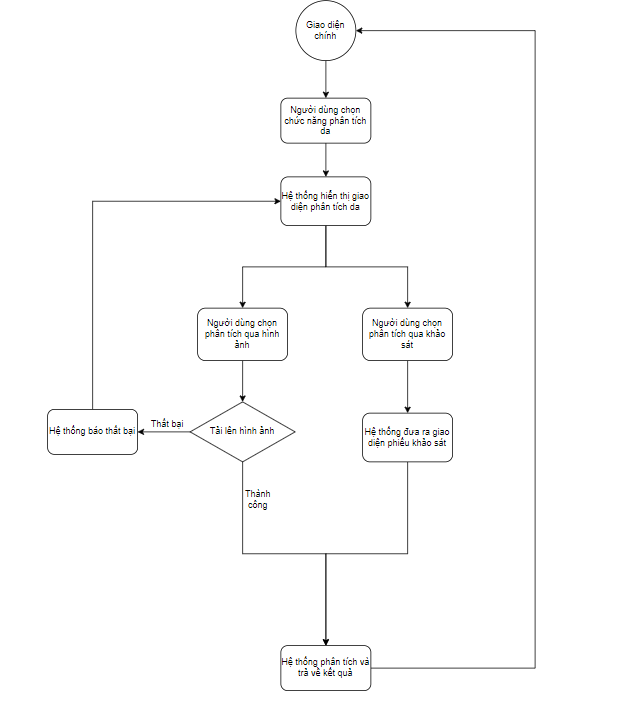 Giao diện
chính
Người dùng chọn
chức năng phân tích
da
Hệ thống hiển thị giao
diện phân tích da
Người dùng chọn
phân tích qua hình
ảnh
Người dùng chọn
phân tích qua khảo
sát
Hệ thống báo thất bại
Thất bại
Tải lên hình ảnh
Hệ thống đưa ra giao
diện phiếu khảo sát
Thành
công
Hệ thống phân tích và
trả về kết quả